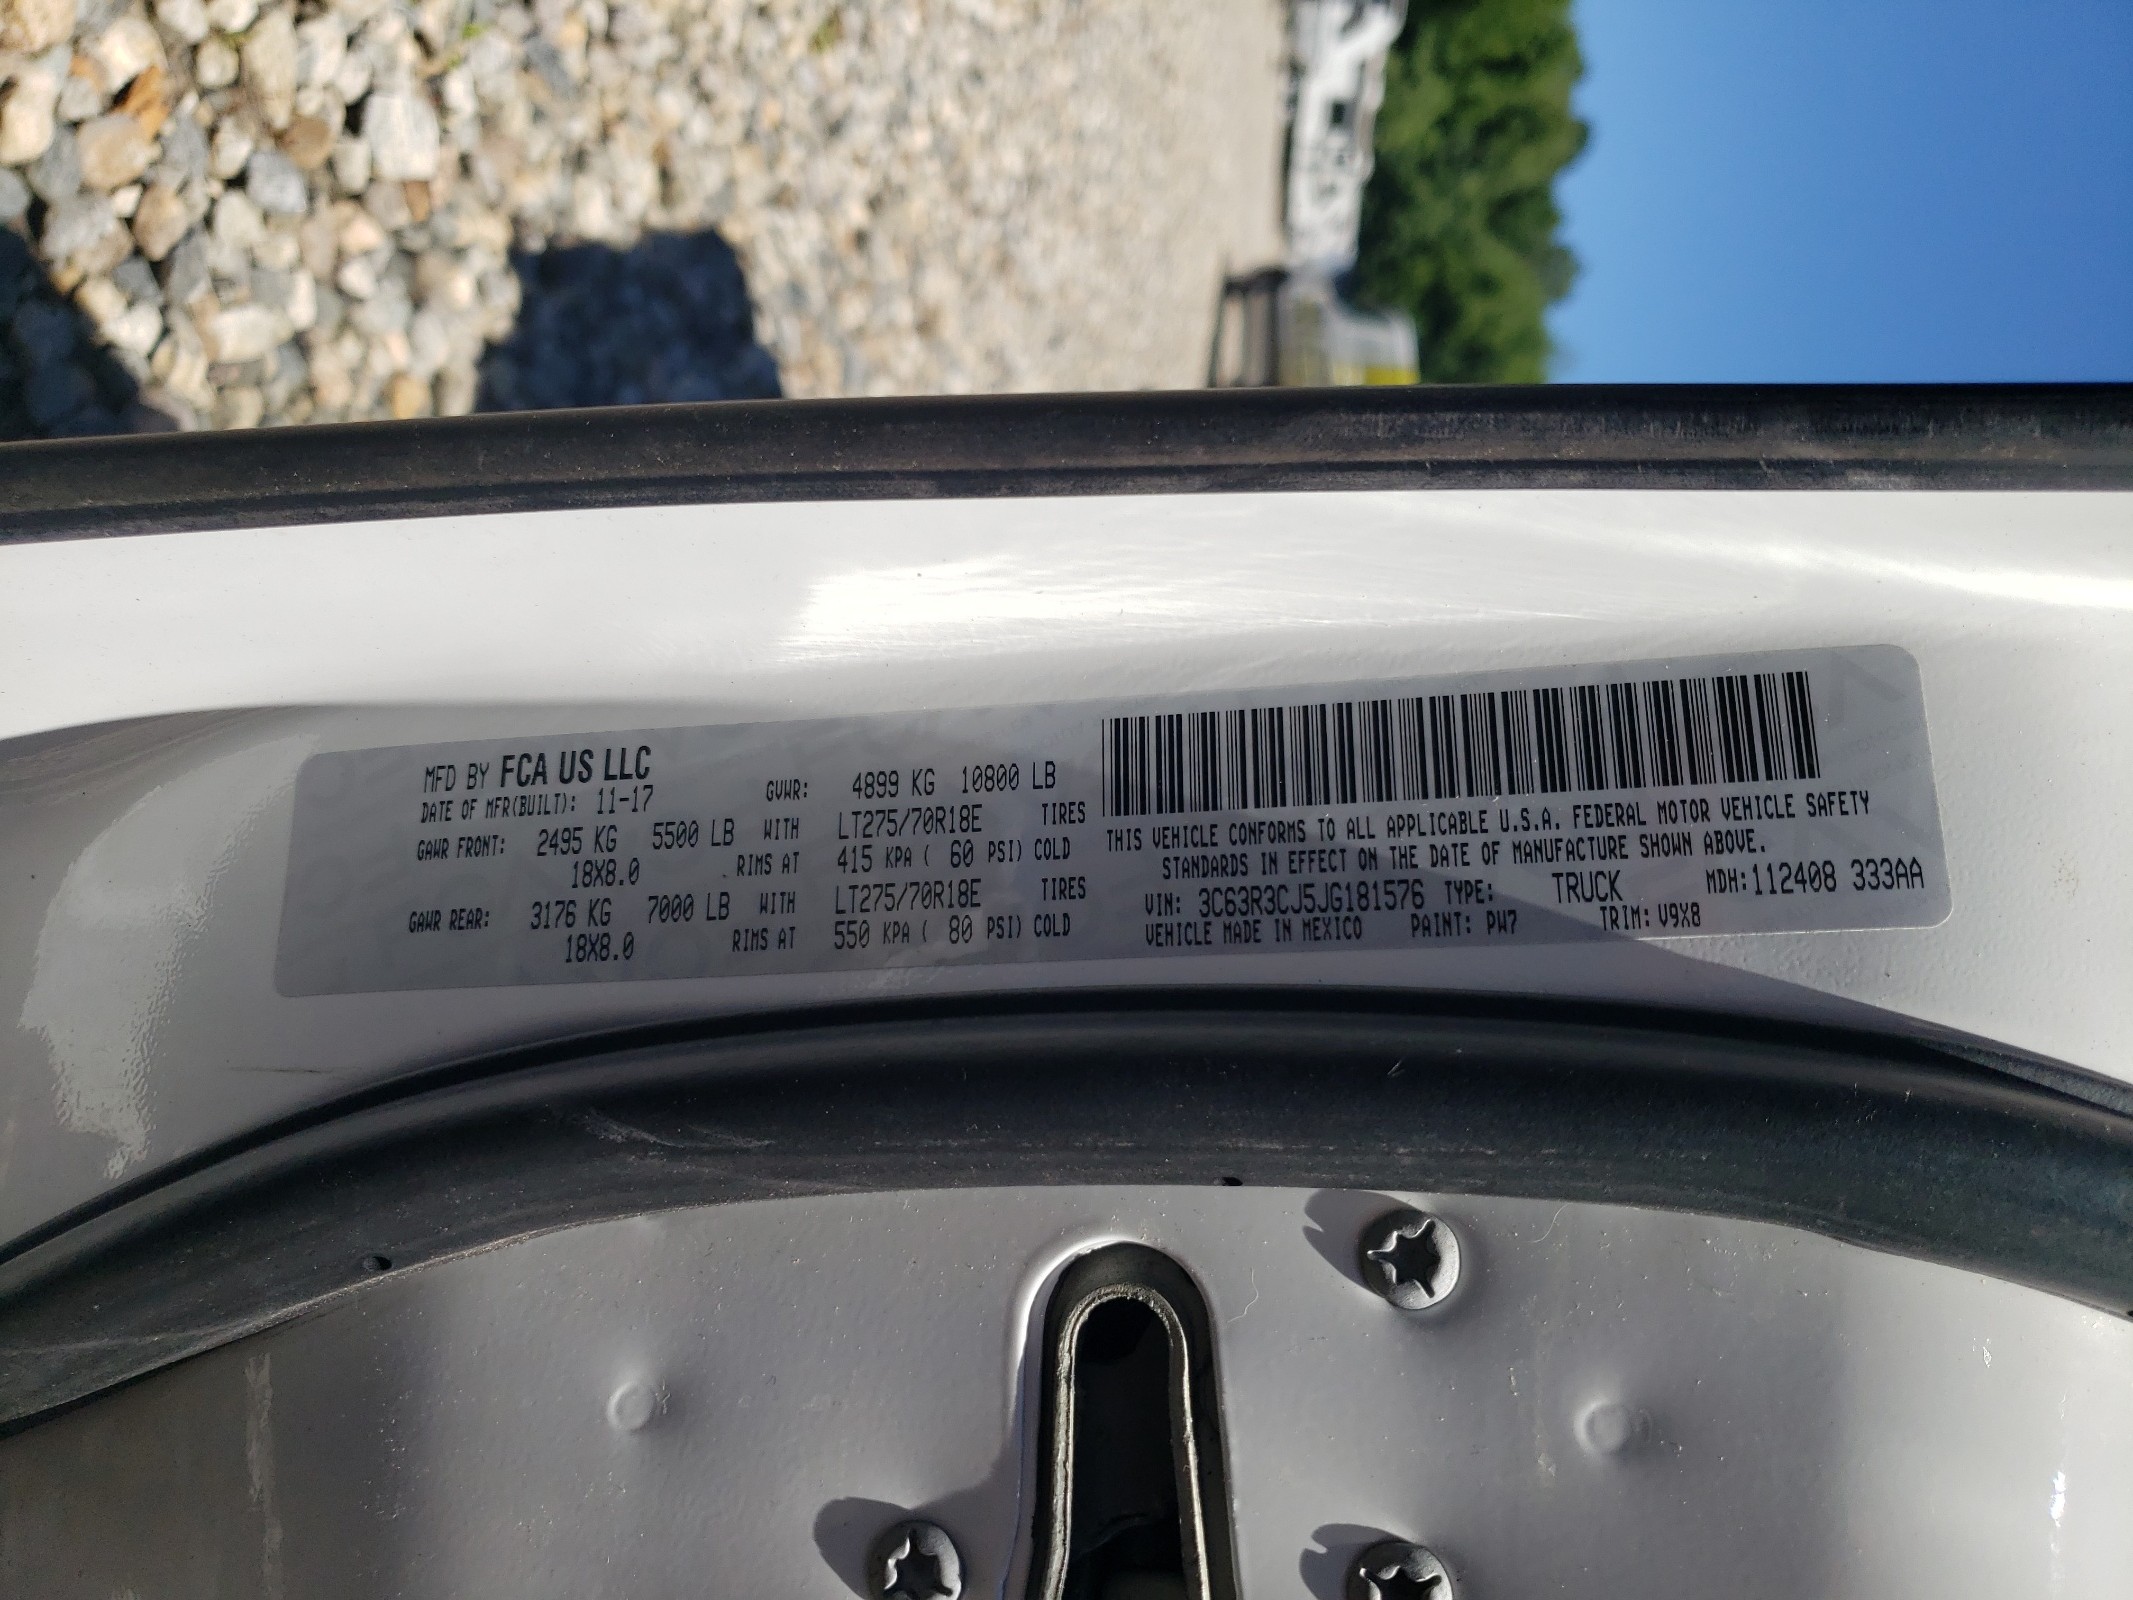 MFD BY FCA US LLC
DATE OF MFR(BUILT): 11-17 GVWR: 4899 KG 10800 LB
GAWR FRONT: 2495 KG 5500 LB WITH LT275/70R18E TIRES
18X8.0 RIMS AT 415 KPA ( 60 PSI) COLD
GAWR REAR: 3176 KG 7000 LB WITH LT275/70R18E TIRES
18X8.0 RIMS AT 550 KPA ( 80 PSI) COLD
THIS VEHICLE CONFORMS TO ALL APPLICABLE U.S.A. FEDERAL MOTOR VEHICLE SAFETY
STANDARDS IN EFFECT ON THE DATE OF MANUFACTURE SHOWN ABOVE.
VIN: 3C63R3CJ5JG181576 TYPE: TRUCK MDH:112408 333AA
VEHICLE MADE IN MEXICO PAINT: PW7 TRIM: V9X8